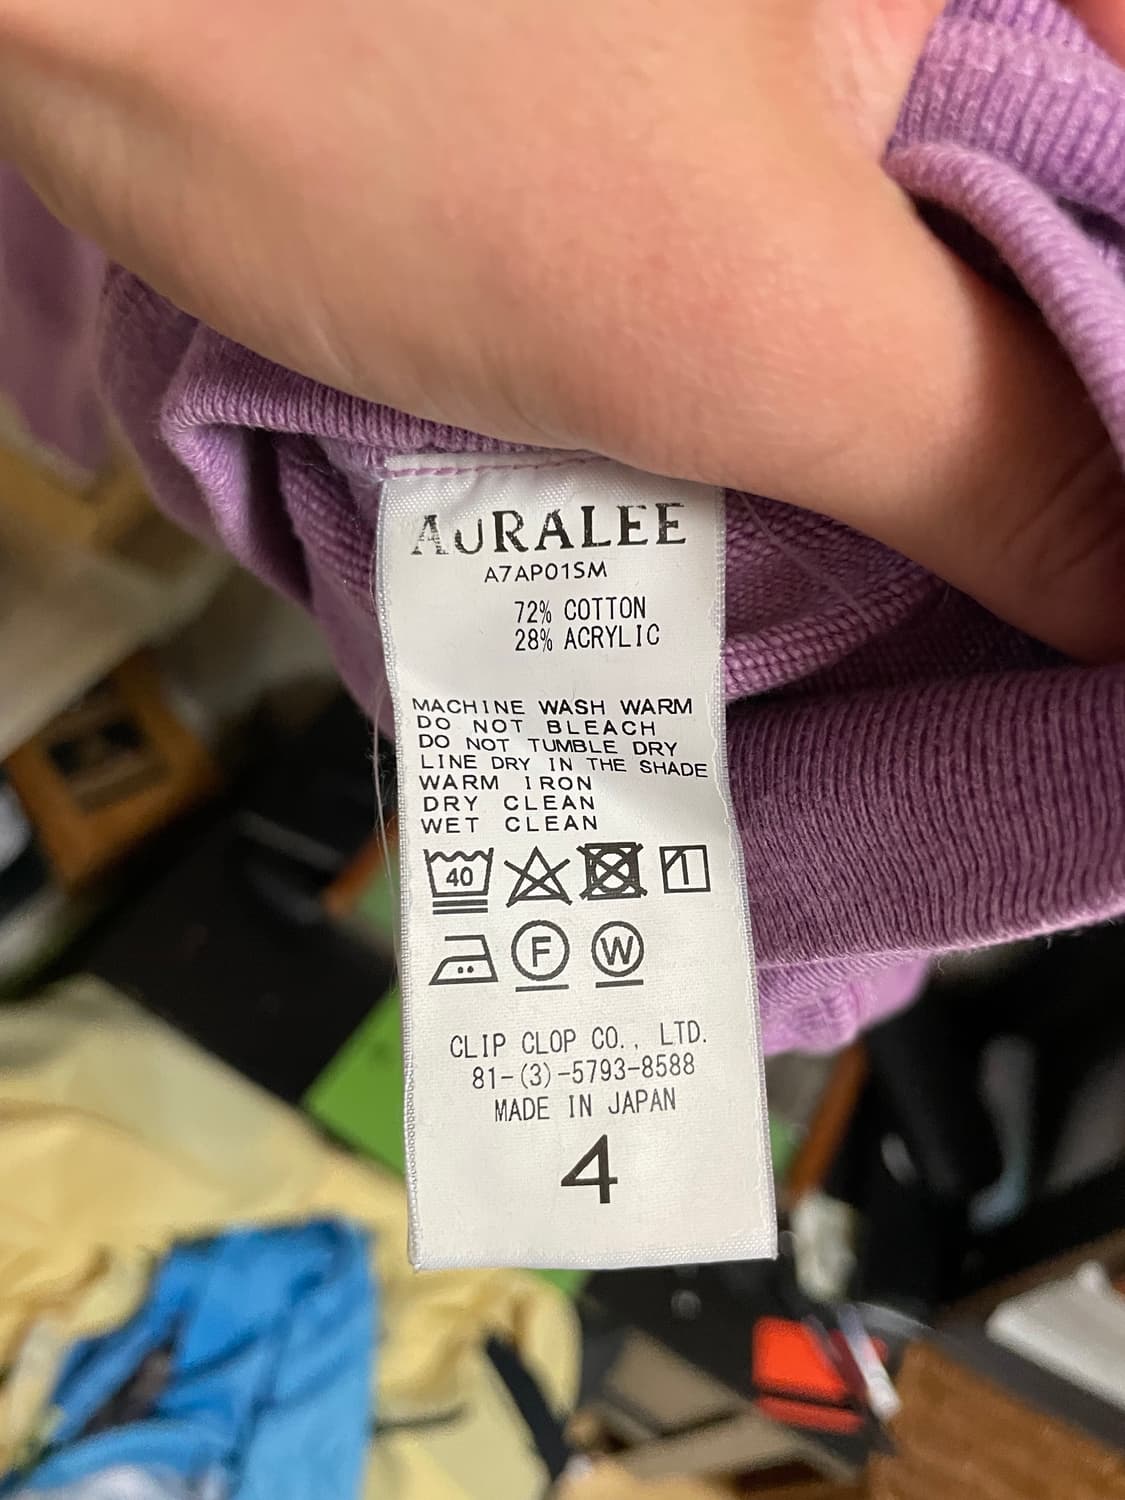 AURALEE
A7AP01SM
72% COTTON
28% ACRYLIC
MACHINE WASH WARM
DO NOT BLEACH
DO NOT TUMBLE DRY
LINE DRY IN THE SHADE
WARM IRON
DRY CLEAN
WET CLEAN
40
F W
CLIP CLOP CO., LTD.
81-(3)-5793-8588
MADE IN JAPAN
4